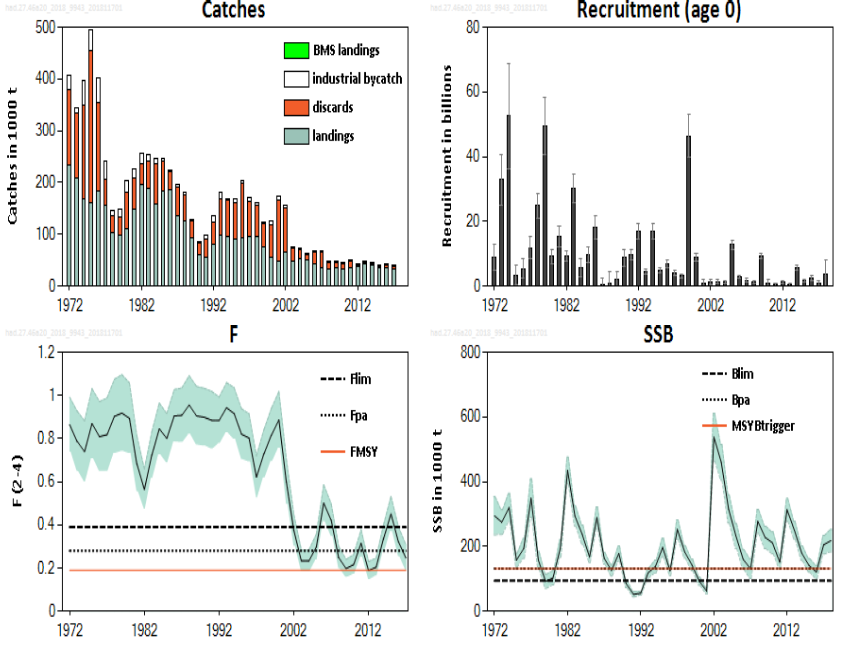 Catches
Catches in 1000 t
500
400
300
200
100
0
BMS landings
industrial bycatch
discards
landings
1972
1982
1992
2002
2012
Recruitment (age 0)
Recruitment in billions
80
60
40
20
0
1972
1982
1992
2002
2012
F
F (2-4)
1.2
1
0.8
0.6
0.4
0.2
0
Flim
Fpa
FMSY
1972
1982
1992
2002
2012
SSB
SSB in 1000 t
800
600
400
200
0
Blim
Bpa
MSYBtrigger
1972
1982
1992
2002
2012